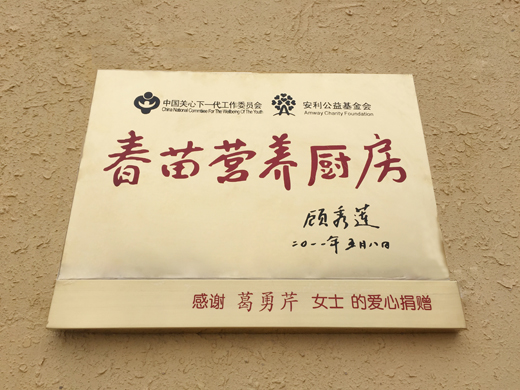 中国关心下一代工作委员会
China National Committee For The Wellbeing Of The Youth
安利公益基金会
Amway Charity Foundation
春苗营养厨房
顾秀莲
二〇一一年五月八日
感谢 葛勇芹 女士 的爱心捐赠